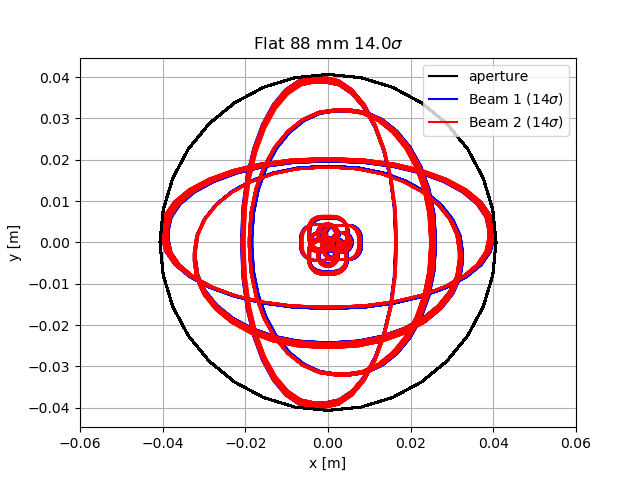 Flat 88 mm 14.0σ
aperture
Beam 1 (14σ)
Beam 2 (14σ)
y [m]
0.04
0.03
0.02
0.01
0.00
−0.01
−0.02
−0.03
−0.04
−0.06
−0.04
−0.02
0.00
0.02
0.04
0.06
x [m]